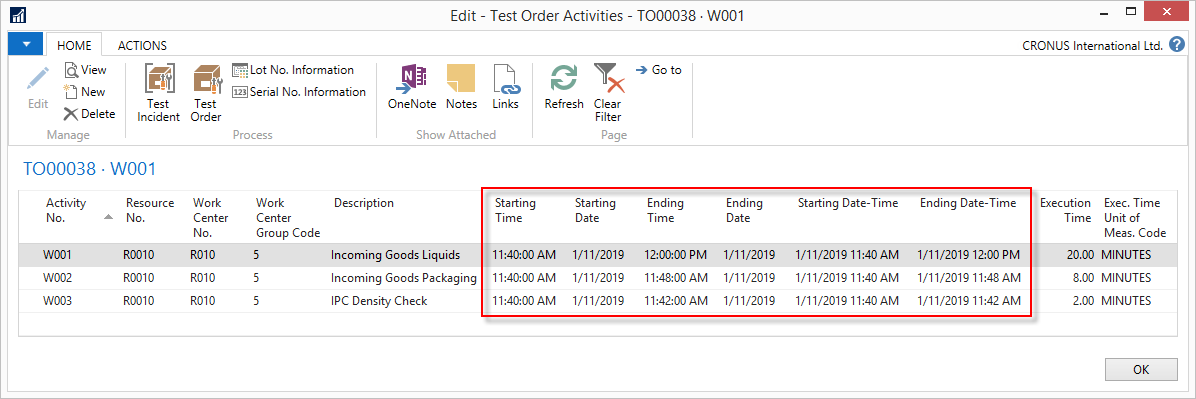 Edit - Test Order Activities - TO00038 · W001
HOME ACTIONS CRONUS International Ltd. ?
View
New
Delete
Edit
Manage
Test Incident
Test Order
Lot No. Information
123 Serial No. Information
Process
OneNote Notes Links
Show Attached
Refresh
Clear Filter
Go to
Page
TO00038 · W001
Activity No. Resource No. Work Center No. Work Center Group Code Description Starting Time Starting Date Ending Time Ending Date Starting Date-Time Ending Date-Time Execution Time Exec. Time Unit of Meas. Code
W001 R0010 R010 5 Incoming Goods Liquids 11:40:00 AM 1/11/2019 12:00:00 PM 1/11/2019 1/11/2019 11:40 AM 1/11/2019 12:00 PM 20.00 MINUTES
W002 R0010 R010 5 Incoming Goods Packaging 11:40:00 AM 1/11/2019 11:48:00 AM 1/11/2019 1/11/2019 11:40 AM 1/11/2019 11:48 AM 8.00 MINUTES
W003 R0010 R010 5 IPC Density Check 11:40:00 AM 1/11/2019 11:42:00 AM 1/11/2019 1/11/2019 11:40 AM 1/11/2019 11:42 AM 2.00 MINUTES
OK